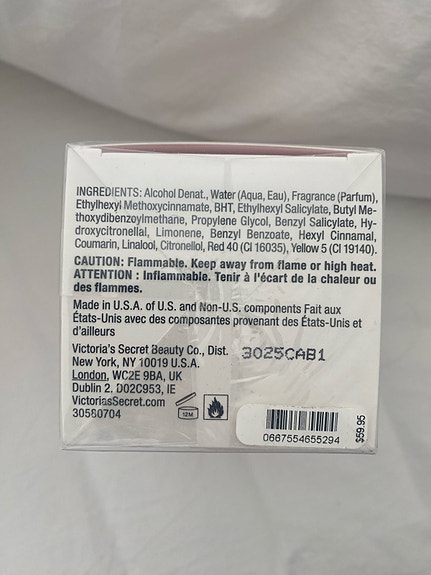 INGREDIENTS: Alcohol Denat., Water (Aqua, Eau), Fragrance (Parfum),
Ethylhexyl Methoxycinnamate, BHT, Ethylhexyl Salicylate, Butyl Me-
thoxydibenzoylmethane, Propylene Glycol, Benzyl Salicylate, Hy-
droxycitronellal, Limonene, Benzyl Benzoate, Hexyl Cinnamal,
Coumarin, Linalool, Citronellol, Red 40 (CI 16035), Yellow 5 (CI 19140).
CAUTION: Flammable. Keep away from flame or high heat.
ATTENTION : Inflammable. Tenir à l'écart de la chaleur ou
des flammes.
Made in U.S.A. of U.S. and Non-U.S. components Fait aux
États-Unis avec des composantes provenant des États-Unis et
d'ailleurs
Victoria's Secret Beauty Co., Dist. 3025CAB1
New York, NY 10019 U.S.A.
London, WC2E 9BA, UK
Dublin 2, D02C953, IE
VictoriasSecret.com
30580704 12M
0667554655294
$59.95